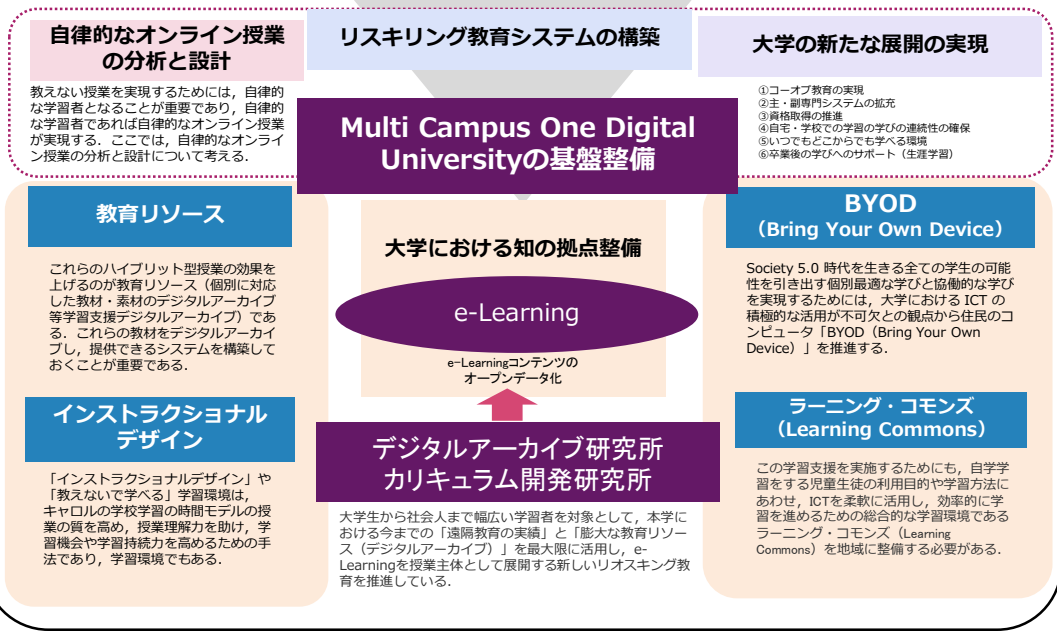 自律的なオンライン授業
の分析と設計
教えない授業を実現するためには，自律的
な学習者となることが重要であり，自律的
な学習者であれば自律的なオンライン授業
が実現する．ここでは，自律的なオンライ
ン授業の分析と設計について考える．
リスキリング教育システムの構築
大学の新たな展開の実現
①コーオプ教育の実現
②主・副専門システムの拡充
③資格取得の推進
④自宅・学校での学習の学びの連続性の確保
⑤いつでもどこからでも学べる環境
⑥卒業後の学びへのサポート（生涯学習）
Multi Campus One Digital
Universityの基盤整備
教育リソース
これらのハイブリット型授業の効果を
上げるのが教育リソース（個別に対応
した教材・素材のデジタルアーカイブ
等学習支援デジタルアーカイブ）であ
る．これらの教材をデジタルアーカイ
ブし，提供できるシステムを構築して
おくことが重要である．
インストラクショナル
デザイン
「インストラクショナルデザイン」や
「教えないで学べる」学習環境は，
キャロルの学校学習の時間モデルの授
業の質を高め，授業理解力を助け，学
習機会や学習持続力を高めるための手
法であり，学習環境でもある．
大学における知の拠点整備
e-Learning
e-Learningコンテンツの
オープンデータ化
デジタルアーカイブ研究所
カリキュラム開発研究所
大学生から社会人まで幅広い学習者を対象として，本学に
おける今までの「遠隔教育の実績」と「膨大な教育リソー
ス（デジタルアーカイブ）」を最大限に活用し，e-
Learningを授業主体として展開する新しいリオスキング教
育を推進している．
BYOD
（Bring Your Own Device）
Society 5.0 時代を生きる全ての学生の可能
性を引き出す個別最適な学びと協働的な学び
を実現するためには，大学における ICT の
積極的な活用が不可欠との観点から住民のコ
ンピュータ「BYOD（Bring Your Own
Device）」を推進する．
ラーニング・コモンズ
（Learning Commons）
この学習支援を実施するためにも，自学学
習をする児童生徒の利用目的や学習方法に
あわせ，ICTを柔軟に活用し，効率的に学
習を進めるための総合的な学習環境である
ラーニング・コモンズ（Learning
Commons）を地域に整備する必要がある．